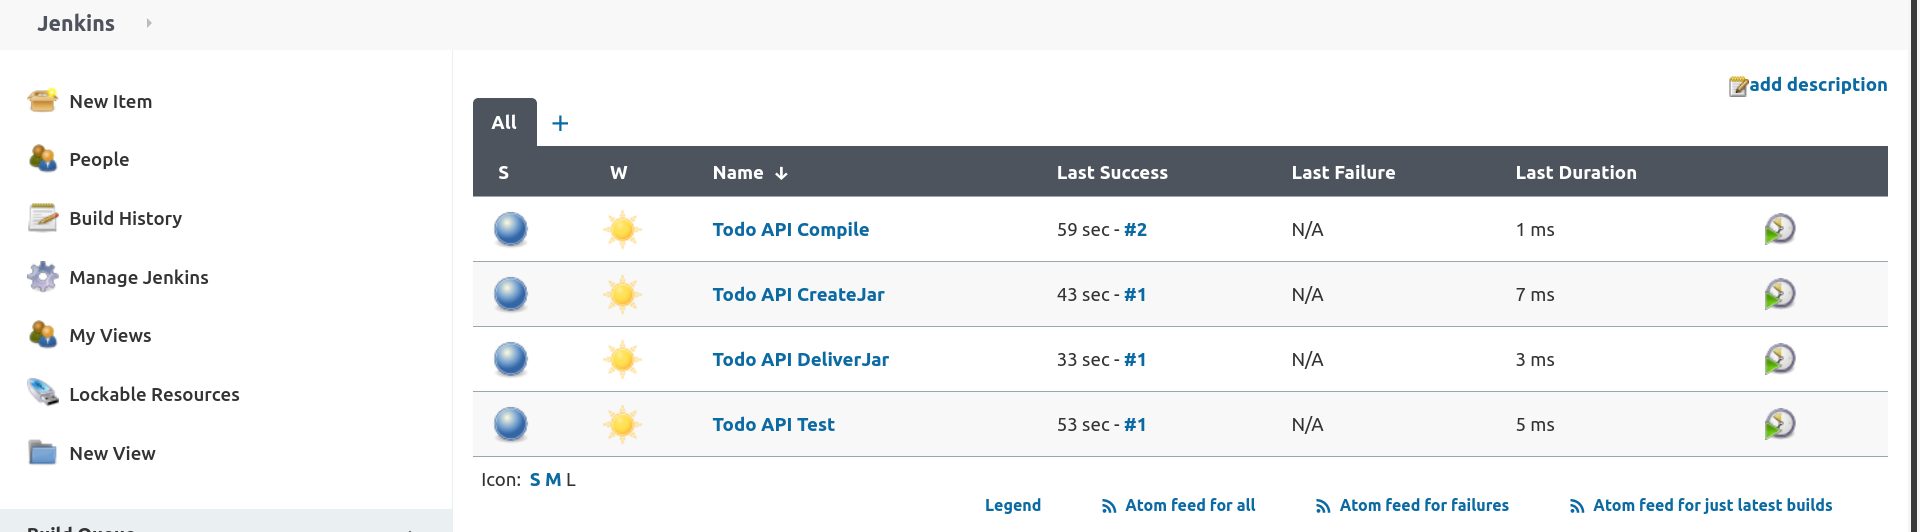 Jenkins
New Item
People
Build History
Manage Jenkins
My Views
Lockable Resources
New View
Build Queue
add description
All +
S W Name ↓ Last Success Last Failure Last Duration
Todo API Compile 59 sec - #2 N/A 1 ms
Todo API CreateJar 43 sec - #1 N/A 7 ms
Todo API DeliverJar 33 sec - #1 N/A 3 ms
Todo API Test 53 sec - #1 N/A 5 ms
Icon: S M L
Legend Atom feed for all Atom feed for failures Atom feed for just latest builds